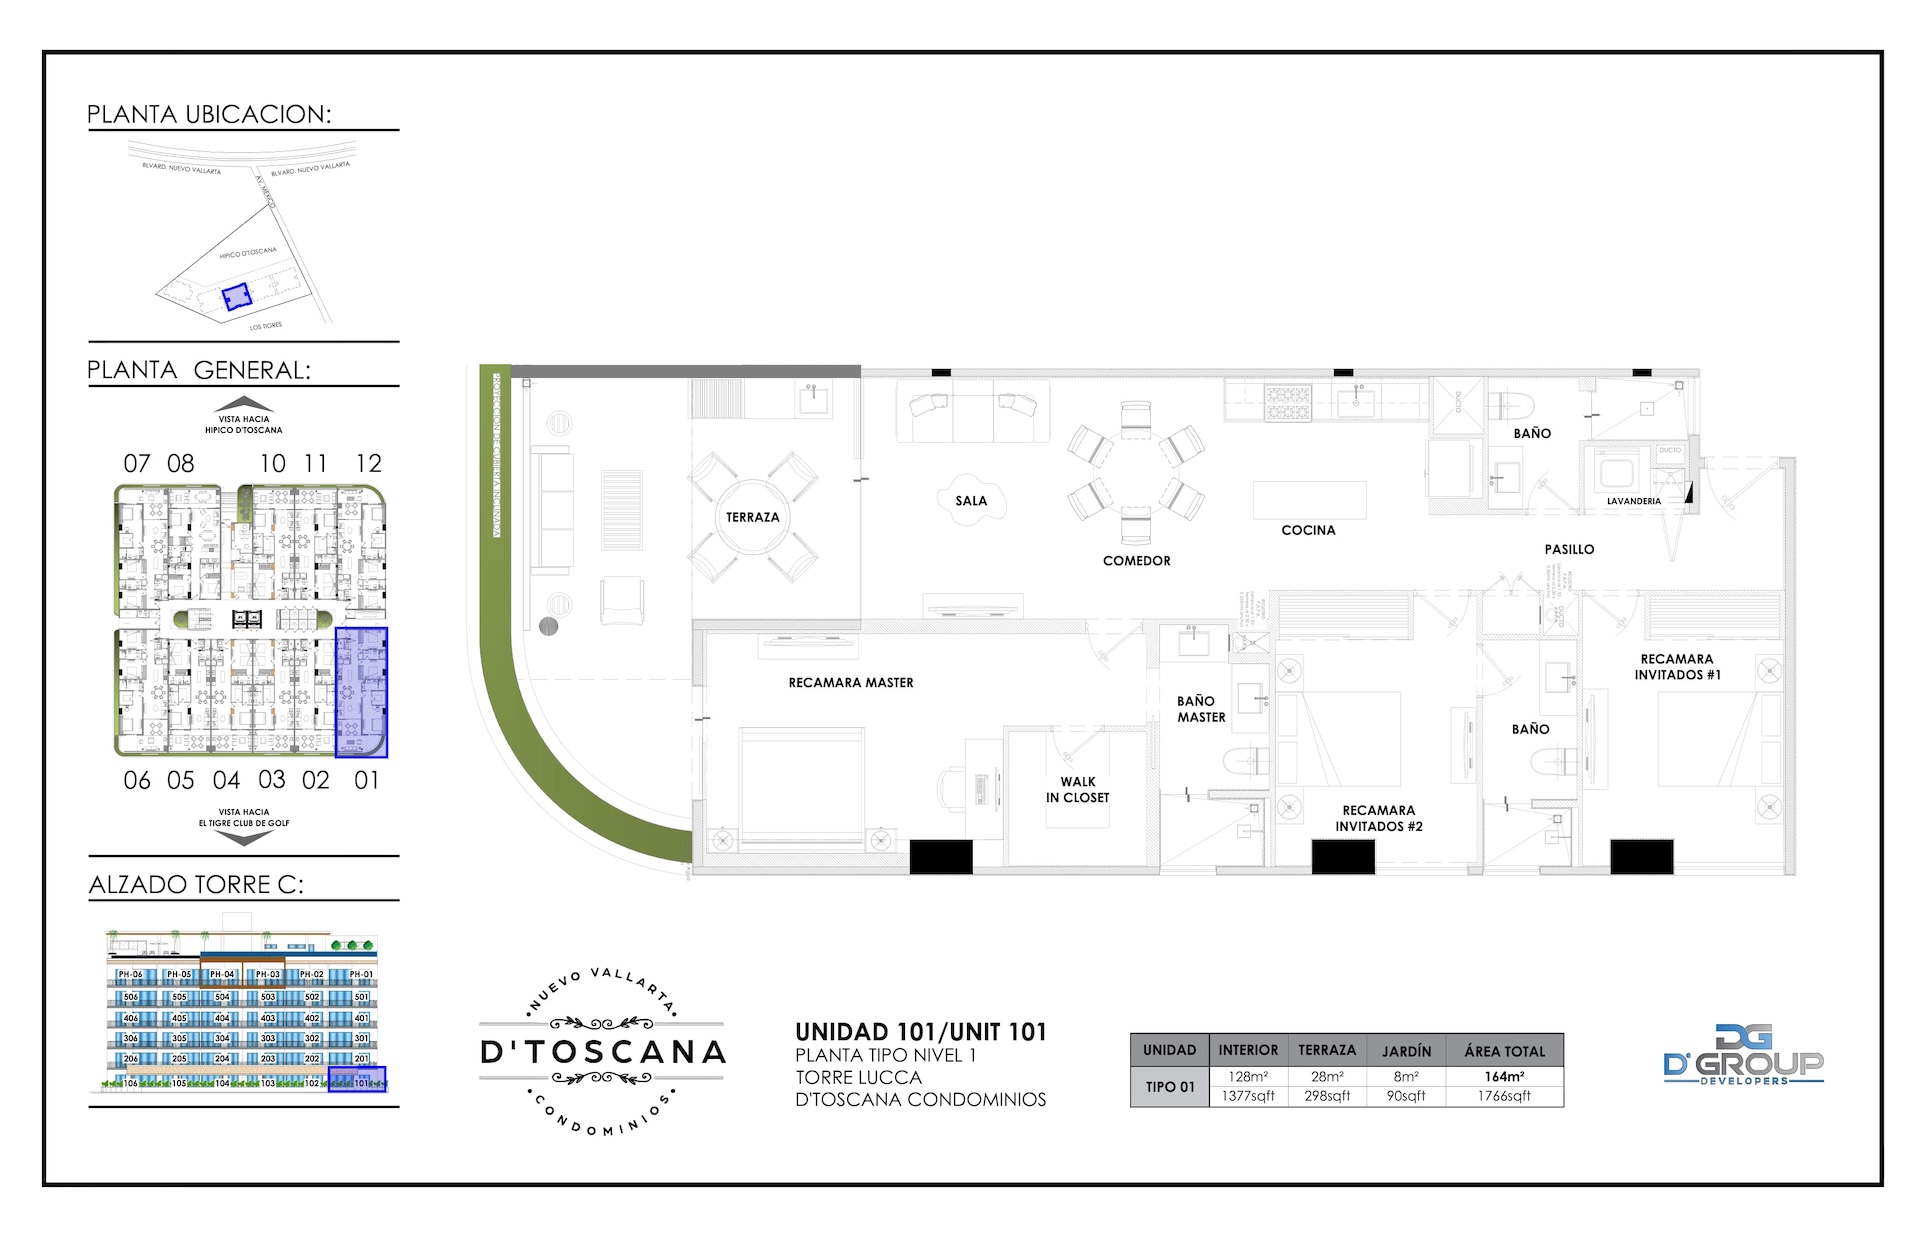 PLANTA UBICACION:
BLVARD. NUEVO VALLARTA
BLVARD. NUEVO VALLARTA
AV. MEXICO
HIPICO D'TOSCANA
LOS TIGRES
PLANTA GENERAL:
VISTA HACIA
HIPICO D'TOSCANA
07 08 10 11 12
06 05 04 03 02 01
VISTA HACIA
EL TIGRE CLUB DE GOLF
ALZADO TORRE C:
PH-06 PH-05 PH-04 PH-03 PH-02 PH-01
506 505 504 503 502 501
406 405 404 403 402 401
306 305 304 303 302 301
206 205 204 203 202 201
106 105 104 103 102 101
PROYECCION DE CUBIERTA INCLINADA
TERRAZA
SALA
COMEDOR
COCINA
DUCTO
BAÑO
DUCTO
LAVANDERIA
PASILLO
RECAMARA MASTER
WALK
IN CLOSET
BAÑO
MASTER
RECAMARA
INVITADOS #2
BAÑO
RECAMARA
INVITADOS #1
NUEVO VALLARTA
D'TOSCANA
CONDOMINIOS
UNIDAD 101/UNIT 101
PLANTA TIPO NIVEL 1
TORRE LUCCA
D'TOSCANA CONDOMINIOS
UNIDAD INTERIOR TERRAZA JARDÍN ÁREA TOTAL
TIPO 01 128m² 28m² 8m² 164m²
1377sqft 298sqft 90sqft 1766sqft
DG
D'GROUP
DEVELOPERS